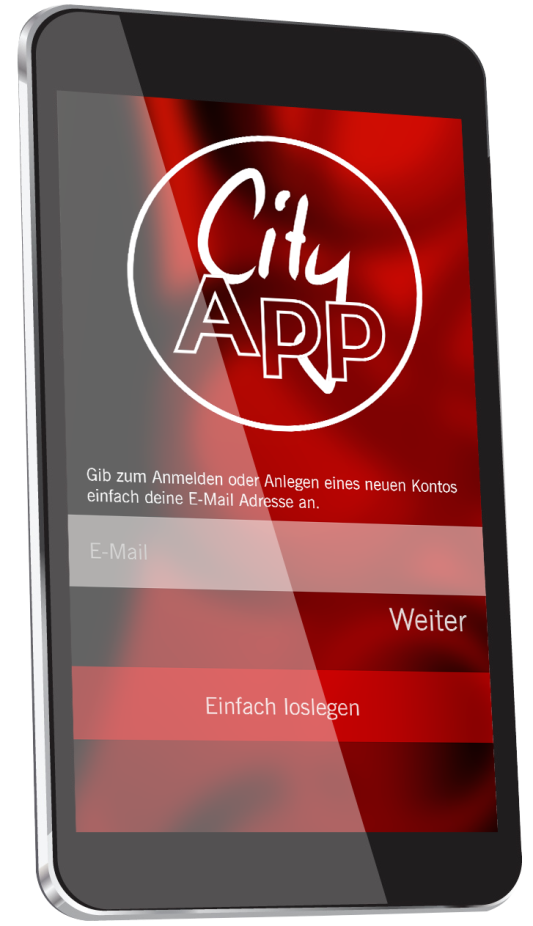 City
APP
Gib zum Anmelden oder Anlegen eines neuen Kontos
einfach deine E-Mail Adresse an.
E-Mail
Weiter
Einfach loslegen